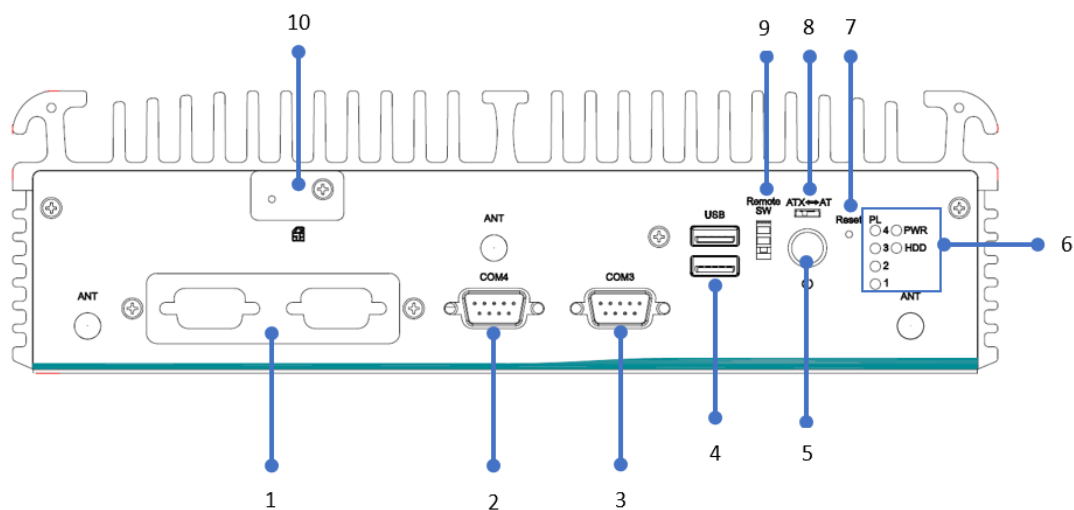 10
9
8
7
Remote
SW
ATX⇔AT
Reset
PL
4 PWR
3 HDD
2
1
6
ANT
USB
COM4
COM3
ANT
ANT
1
2
3
4
5